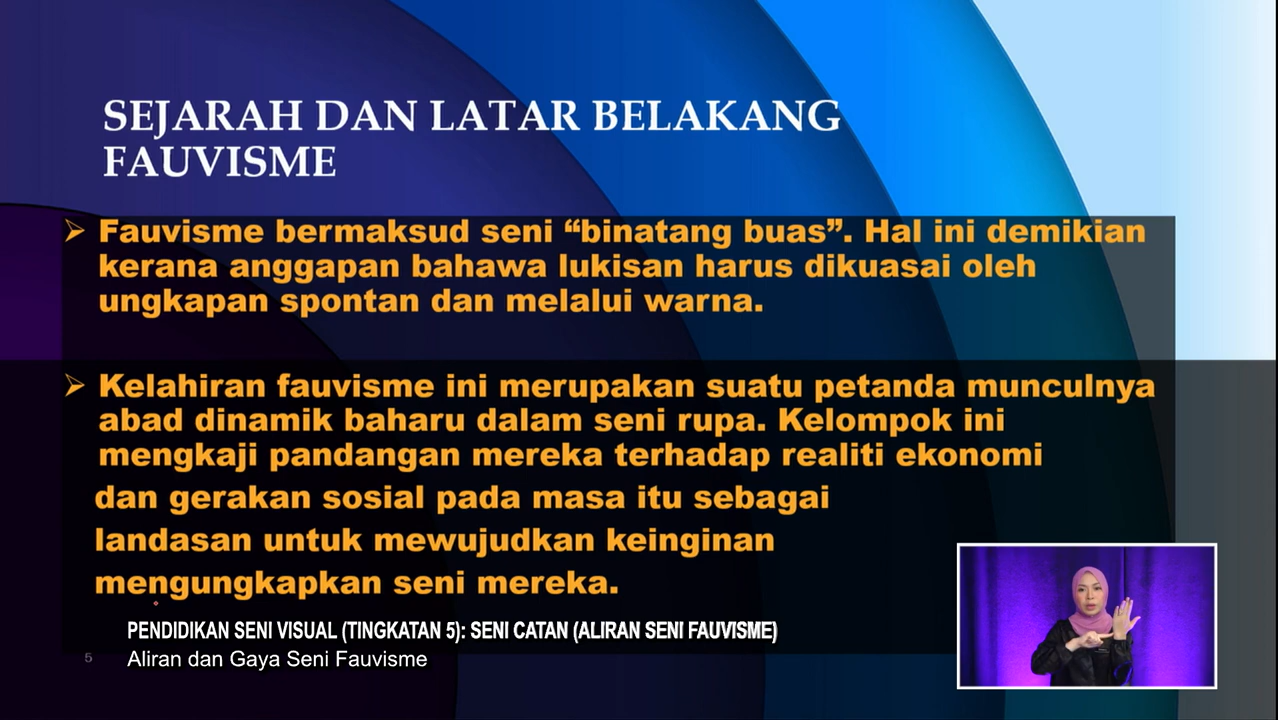 SEJARAH DAN LATAR BELAKANG
FAUVISME
➢ Fauvisme bermaksud seni “binatang buas”. Hal ini demikian
kerana anggapan bahawa lukisan harus dikuasai oleh
ungkapan spontan dan melalui warna.
➢ Kelahiran fauvisme ini merupakan suatu petanda munculnya
abad dinamik baharu dalam seni rupa. Kelompok ini
mengkaji pandangan mereka terhadap realiti ekonomi
dan gerakan sosial pada masa itu sebagai
landasan untuk mewujudkan keinginan
mengungkapkan seni mereka.
PENDIDIKAN SENI VISUAL (TINGKATAN 5): SENI CATAN (ALIRAN SENI FAUVISME)
5 Aliran dan Gaya Seni Fauvisme